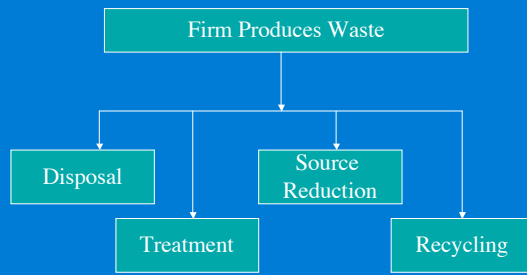 Firm Produces Waste
Disposal
Source
Reduction
Treatment
Recycling